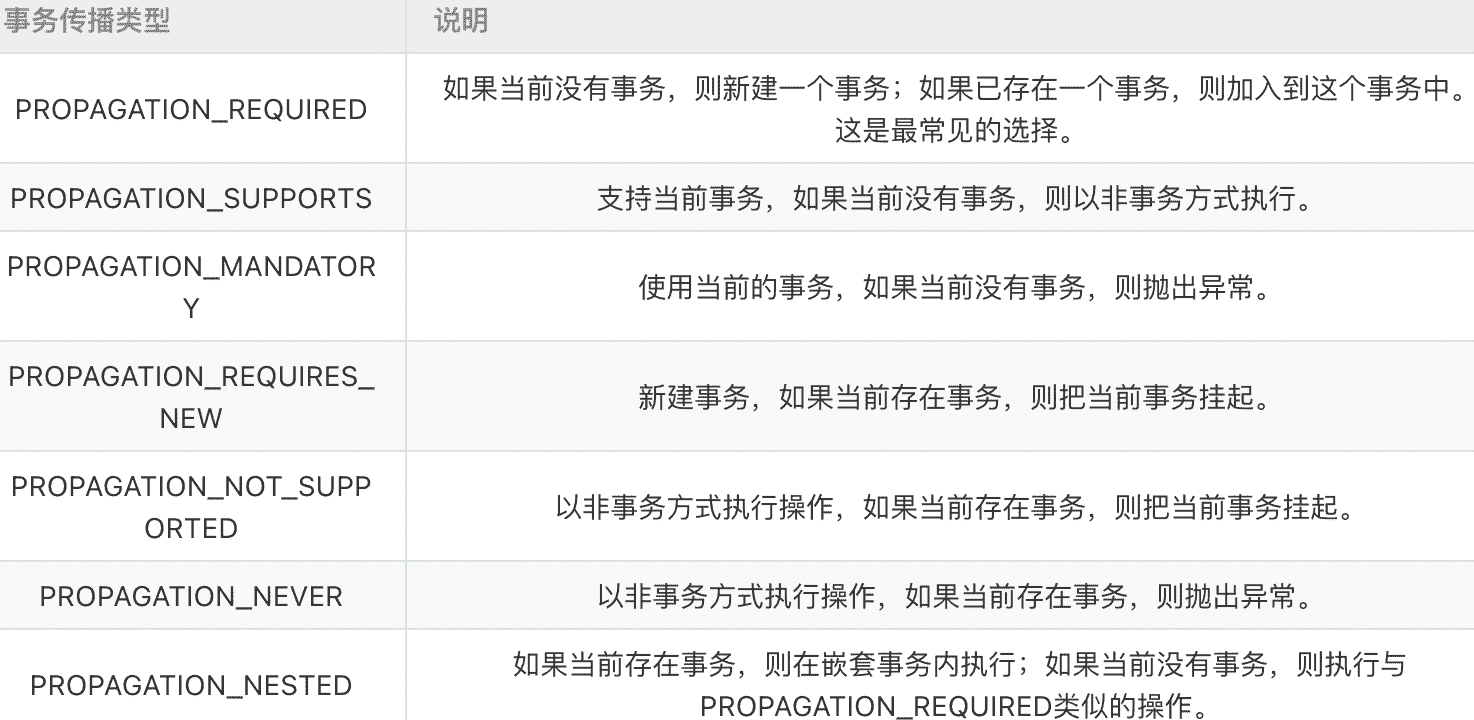 事务传播类型
说明
PROPAGATION_REQUIRED
如果当前没有事务，则新建一个事务；如果已存在一个事务，则加入到这个事务中。
这是最常见的选择。
PROPAGATION_SUPPORTS
支持当前事务，如果当前没有事务，则以非事务方式执行。
PROPAGATION_MANDATOR
Y
使用当前的事务，如果当前没有事务，则抛出异常。
PROPAGATION_REQUIRES_
NEW
新建事务，如果当前存在事务，则把当前事务挂起。
PROPAGATION_NOT_SUPP
ORTED
以非事务方式执行操作，如果当前存在事务，则把当前事务挂起。
PROPAGATION_NEVER
以非事务方式执行操作，如果当前存在事务，则抛出异常。
PROPAGATION_NESTED
如果当前存在事务，则在嵌套事务内执行；如果当前没有事务，则执行与
PROPAGATION_REQUIRED类似的操作。